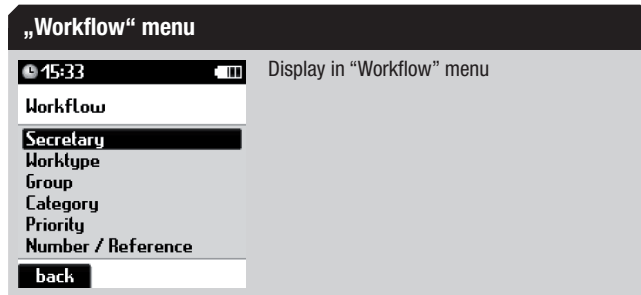 „Workflow“ menu
15:33
Display in “Workflow” menu
Workflow
Secretary
Worktype
Group
Category
Priority
Number / Reference
back